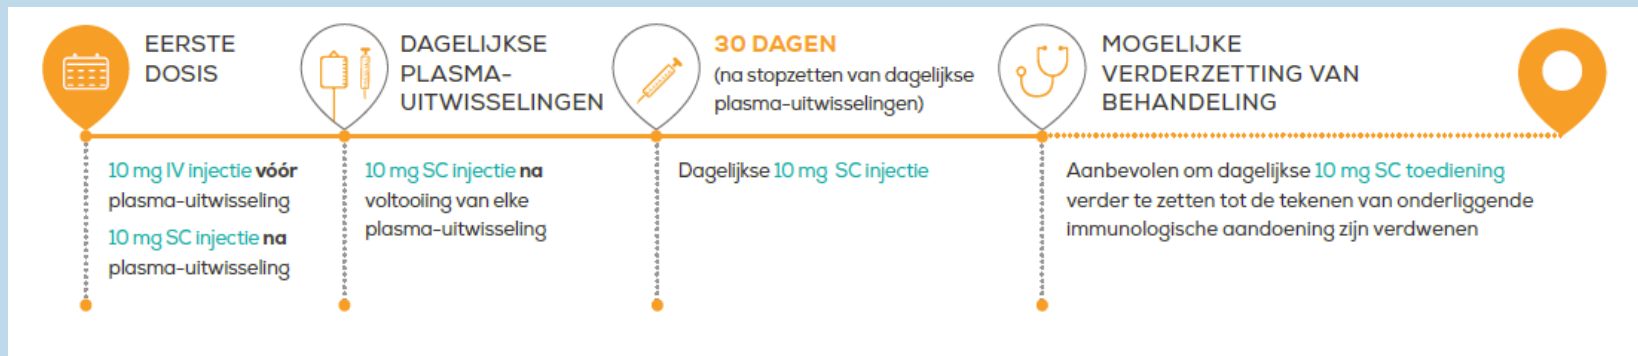 EERSTE
DOSIS
10 mg IV injectie vóór
plasma-uitwisseling
10 mg SC injectie na
plasma-uitwisseling
DAGELIJKSE
PLASMA-
UITWISSELINGEN
10 mg SC injectie na
voltooiing van elke
plasma-uitwisseling
30 DAGEN
(na stopzetten van dagelijkse
plasma-uitwisselingen)
Dagelijkse 10 mg SC injectie
MOGELIJKE
VERDERZETTING VAN
BEHANDELING
Aanbevolen om dagelijkse 10 mg SC toediening
verder te zetten tot de tekenen van onderliggende
immunologische aandoening zijn verdwenen